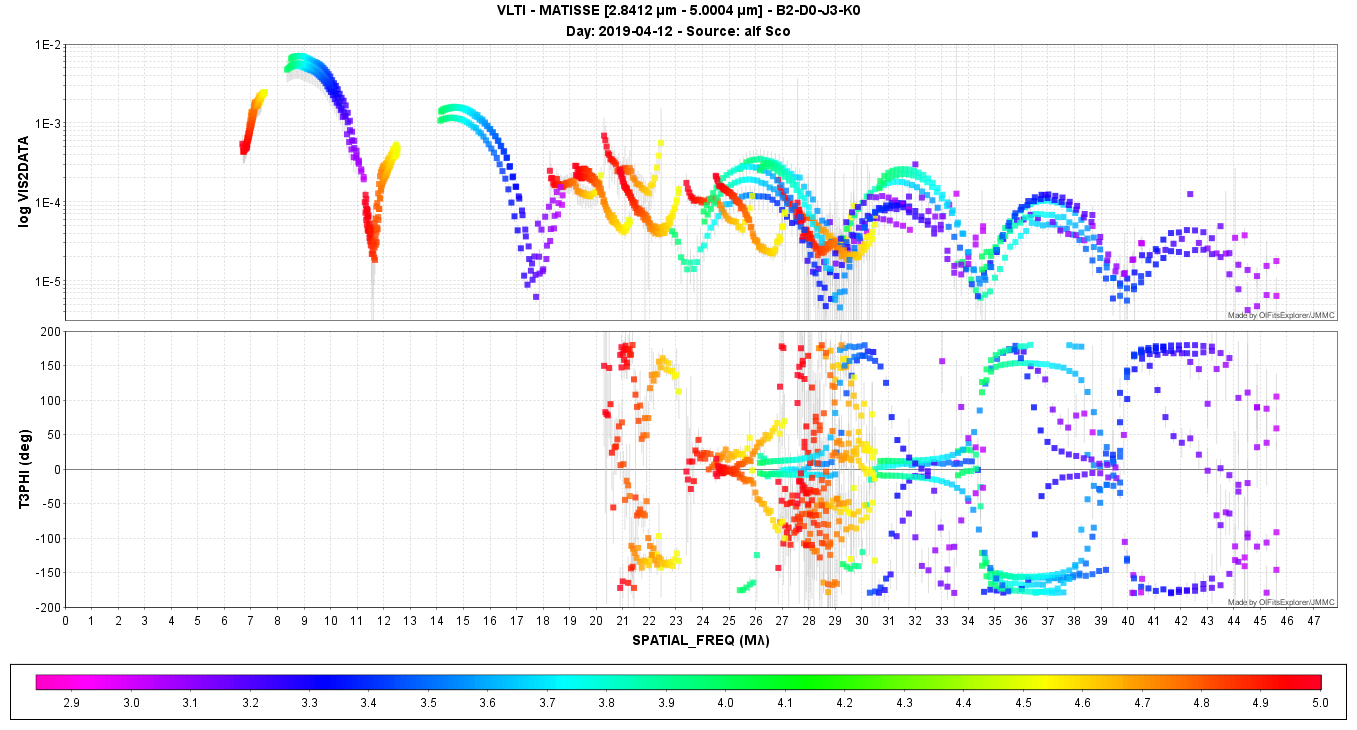 VLTI - MATISSE [2.8412 µm - 5.0004 µm] - B2-D0-J3-K0
Day: 2019-04-12 - Source: alf Sco
1E-2
1E-3
1E-4
1E-5
log VIS2DATA
Made by OIFitsExplorer/JMMC
200
150
100
50
0
-50
-100
-150
-200
T3PHI (deg)
Made by OIFitsExplorer/JMMC
0 1 2 3 4 5 6 7 8 9 10 11 12 13 14 15 16 17 18 19 20 21 22 23 24 25 26 27 28 29 30 31 32 33 34 35 36 37 38 39 40 41 42 43 44 45 46 47
SPATIAL_FREQ (Mλ)
2.9 3.0 3.1 3.2 3.3 3.4 3.5 3.6 3.7 3.8 3.9 4.0 4.1 4.2 4.3 4.4 4.5 4.6 4.7 4.8 4.9 5.0